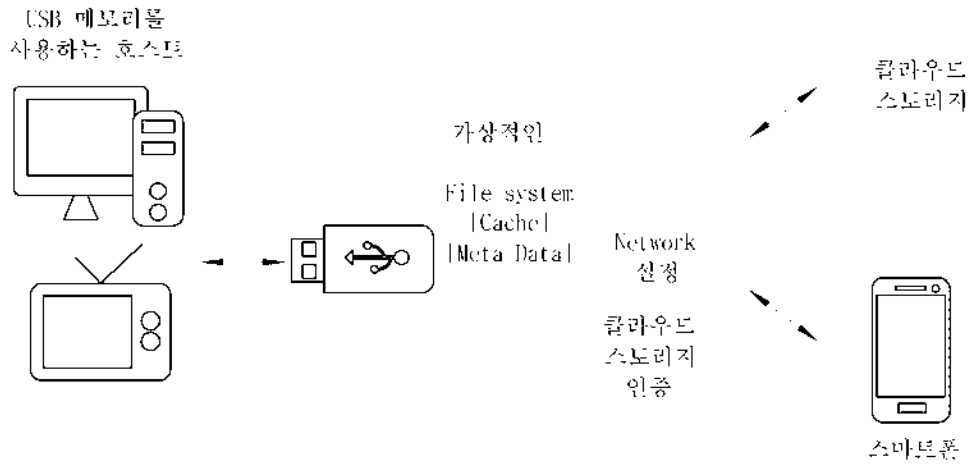 USB 메모리를
사용하는 호스트
클라우드
스토리지
가상적인
File system
|Cache|
|Meta Data|
Network
설정
클라우드
스토리지
인증
스마트폰